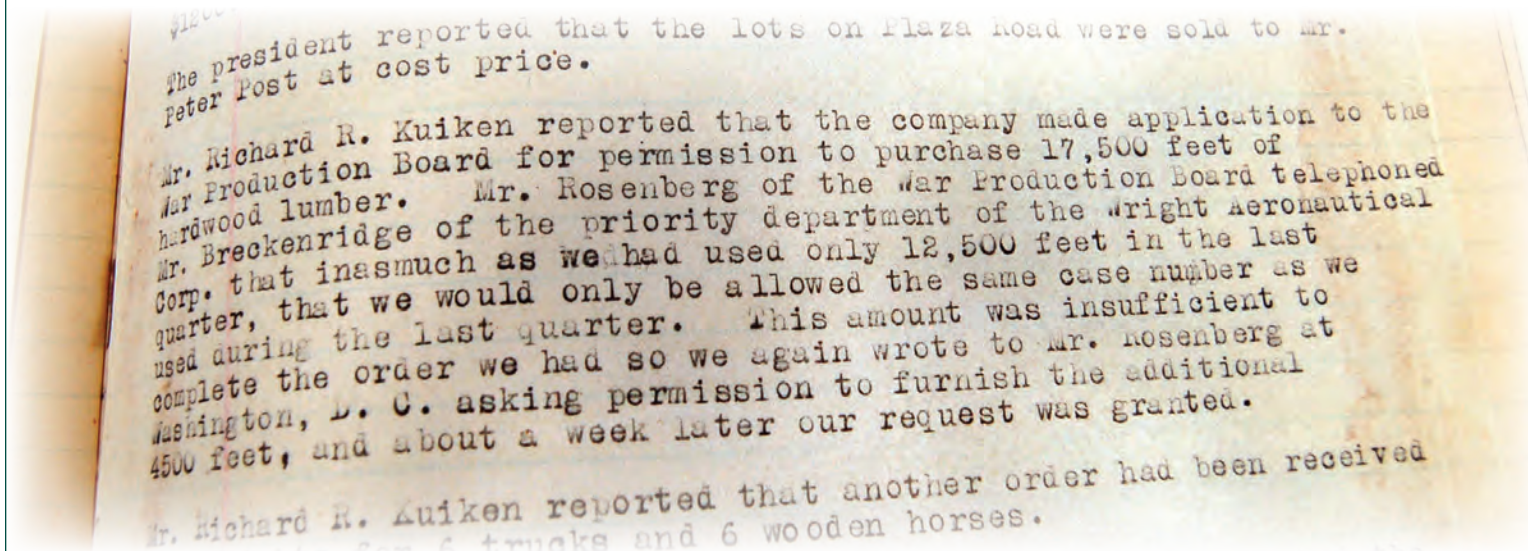 The president reported that the lots on Plaza Road were sold to Mr.
Peter Post at cost price.
Mr. Richard R. Kuiken reported that the company made application to the
War Production Board for permission to purchase 17,500 feet of
hardwood lumber. Mr. Rosenberg of the War Production Board telephoned
Mr. Breckenridge of the priority department of the Wright Aeronautical
Corp. that inasmuch as we had used only 12,500 feet in the last
quarter, that we would only be allowed the same case number as we
used during the last quarter. This amount was insufficient to
complete the order we had so we again wrote to Mr. Rosenberg at
Washington, D. C. asking permission to furnish the additional
4500 feet, and about a week later our request was granted.
Mr. Richard R. Kuiken reported that another order had been received
for 6 trucks and 6 wooden horses.